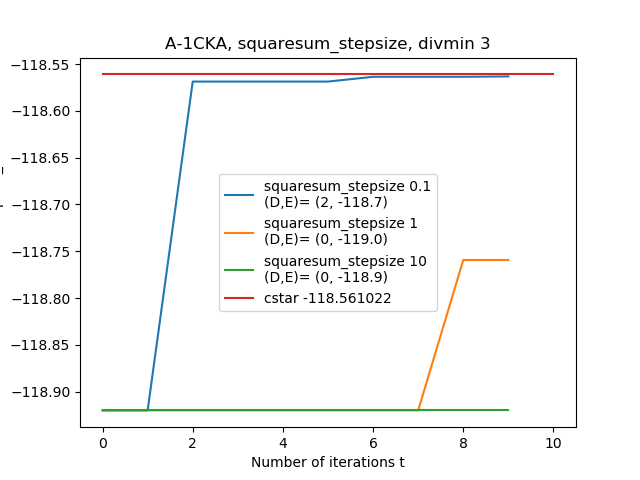 A-1CKA, squaresum_stepsize, divmin 3
−118.55
−118.60
−118.65
−118.70
−118.75
−118.80
−118.85
−118.90
squaresum_stepsize 0.1
(D,E)= (2, -118.7)
squaresum_stepsize 1
(D,E)= (0, -119.0)
squaresum_stepsize 10
(D,E)= (0, -118.9)
cstar -118.561022
0 2 4 6 8 10
Number of iterations t